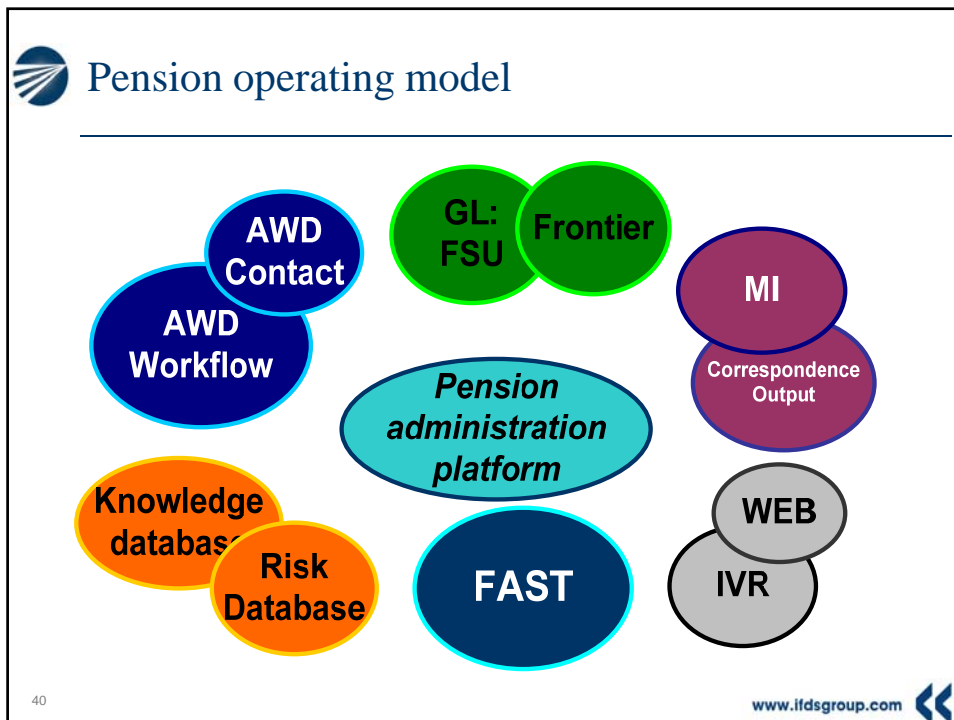 Pension operating model
AWD
Contact
AWD
Workflow
GL:
FSU
Frontier
MI
Correspondence
Output
Pension
administration
platform
Knowledge
database
Risk
Database
FAST
WEB
IVR
40
www.ifdsgroup.com